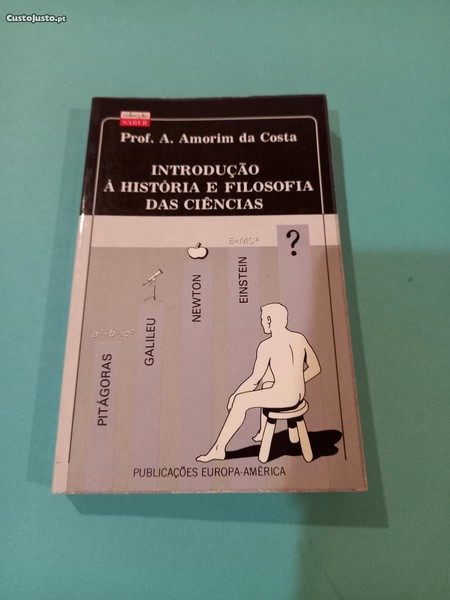 CustoJusto.pt
colecção
SABER
Prof. A. Amorim da Costa
INTRODUÇÃO
À HISTÓRIA E FILOSOFIA
DAS CIÊNCIAS
PITÁGORAS
GALILEU
NEWTON
E=MC²
EINSTEIN
?
PUBLICAÇÕES EUROPA-AMÉRICA